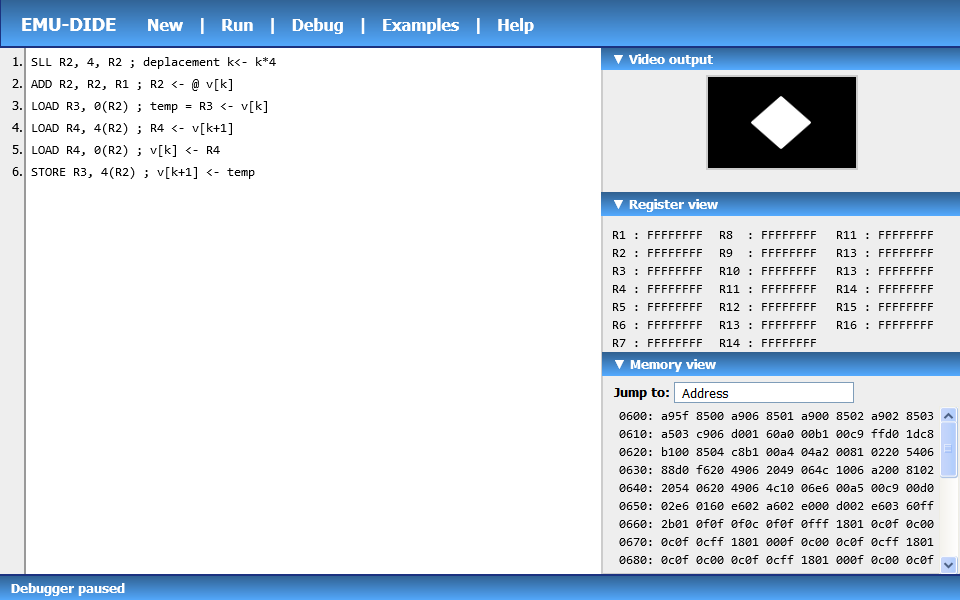 EMU-DIDE New | Run | Debug | Examples | Help
1. SLL R2, 4, R2 ; deplacement k<- k*4
2. ADD R2, R2, R1 ; R2 <- @ v[k]
3. LOAD R3, 0(R2) ; temp = R3 <- v[k]
4. LOAD R4, 4(R2) ; R4 <- v[k+1]
5. LOAD R4, 0(R2) ; v[k] <- R4
6. STORE R3, 4(R2) ; v[k+1] <- temp
▼ Video output
▼ Register view
R1 : FFFFFFFF R8 : FFFFFFFF R11 : FFFFFFFF
R2 : FFFFFFFF R9 : FFFFFFFF R13 : FFFFFFFF
R3 : FFFFFFFF R10 : FFFFFFFF R13 : FFFFFFFF
R4 : FFFFFFFF R11 : FFFFFFFF R14 : FFFFFFFF
R5 : FFFFFFFF R12 : FFFFFFFF R15 : FFFFFFFF
R6 : FFFFFFFF R13 : FFFFFFFF R16 : FFFFFFFF
R7 : FFFFFFFF R14 : FFFFFFFF
▼ Memory view
Jump to: Address
0600: a95f 8500 a906 8501 a900 8502 a902 8503
0610: a503 c906 d001 60a0 00b1 00c9 ffd0 1dc8
0620: b100 8504 c8b1 00a4 04a2 0081 0220 5406
0630: 88d0 f620 4906 2049 064c 1006 a200 8102
0640: 2054 0620 4906 4c10 06e6 00a5 00c9 00d0
0650: 02e6 0160 e602 a602 e000 d002 e603 60ff
0660: 2b01 0f0f 0f0c 0f0f 0fff 1801 0c0f 0c00
0670: 0c0f 0cff 1801 000f 0c00 0c0f 0cff 1801
0680: 0c0f 0c00 0c0f 0cff 1801 000f 0c00 0c0f
Debugger paused